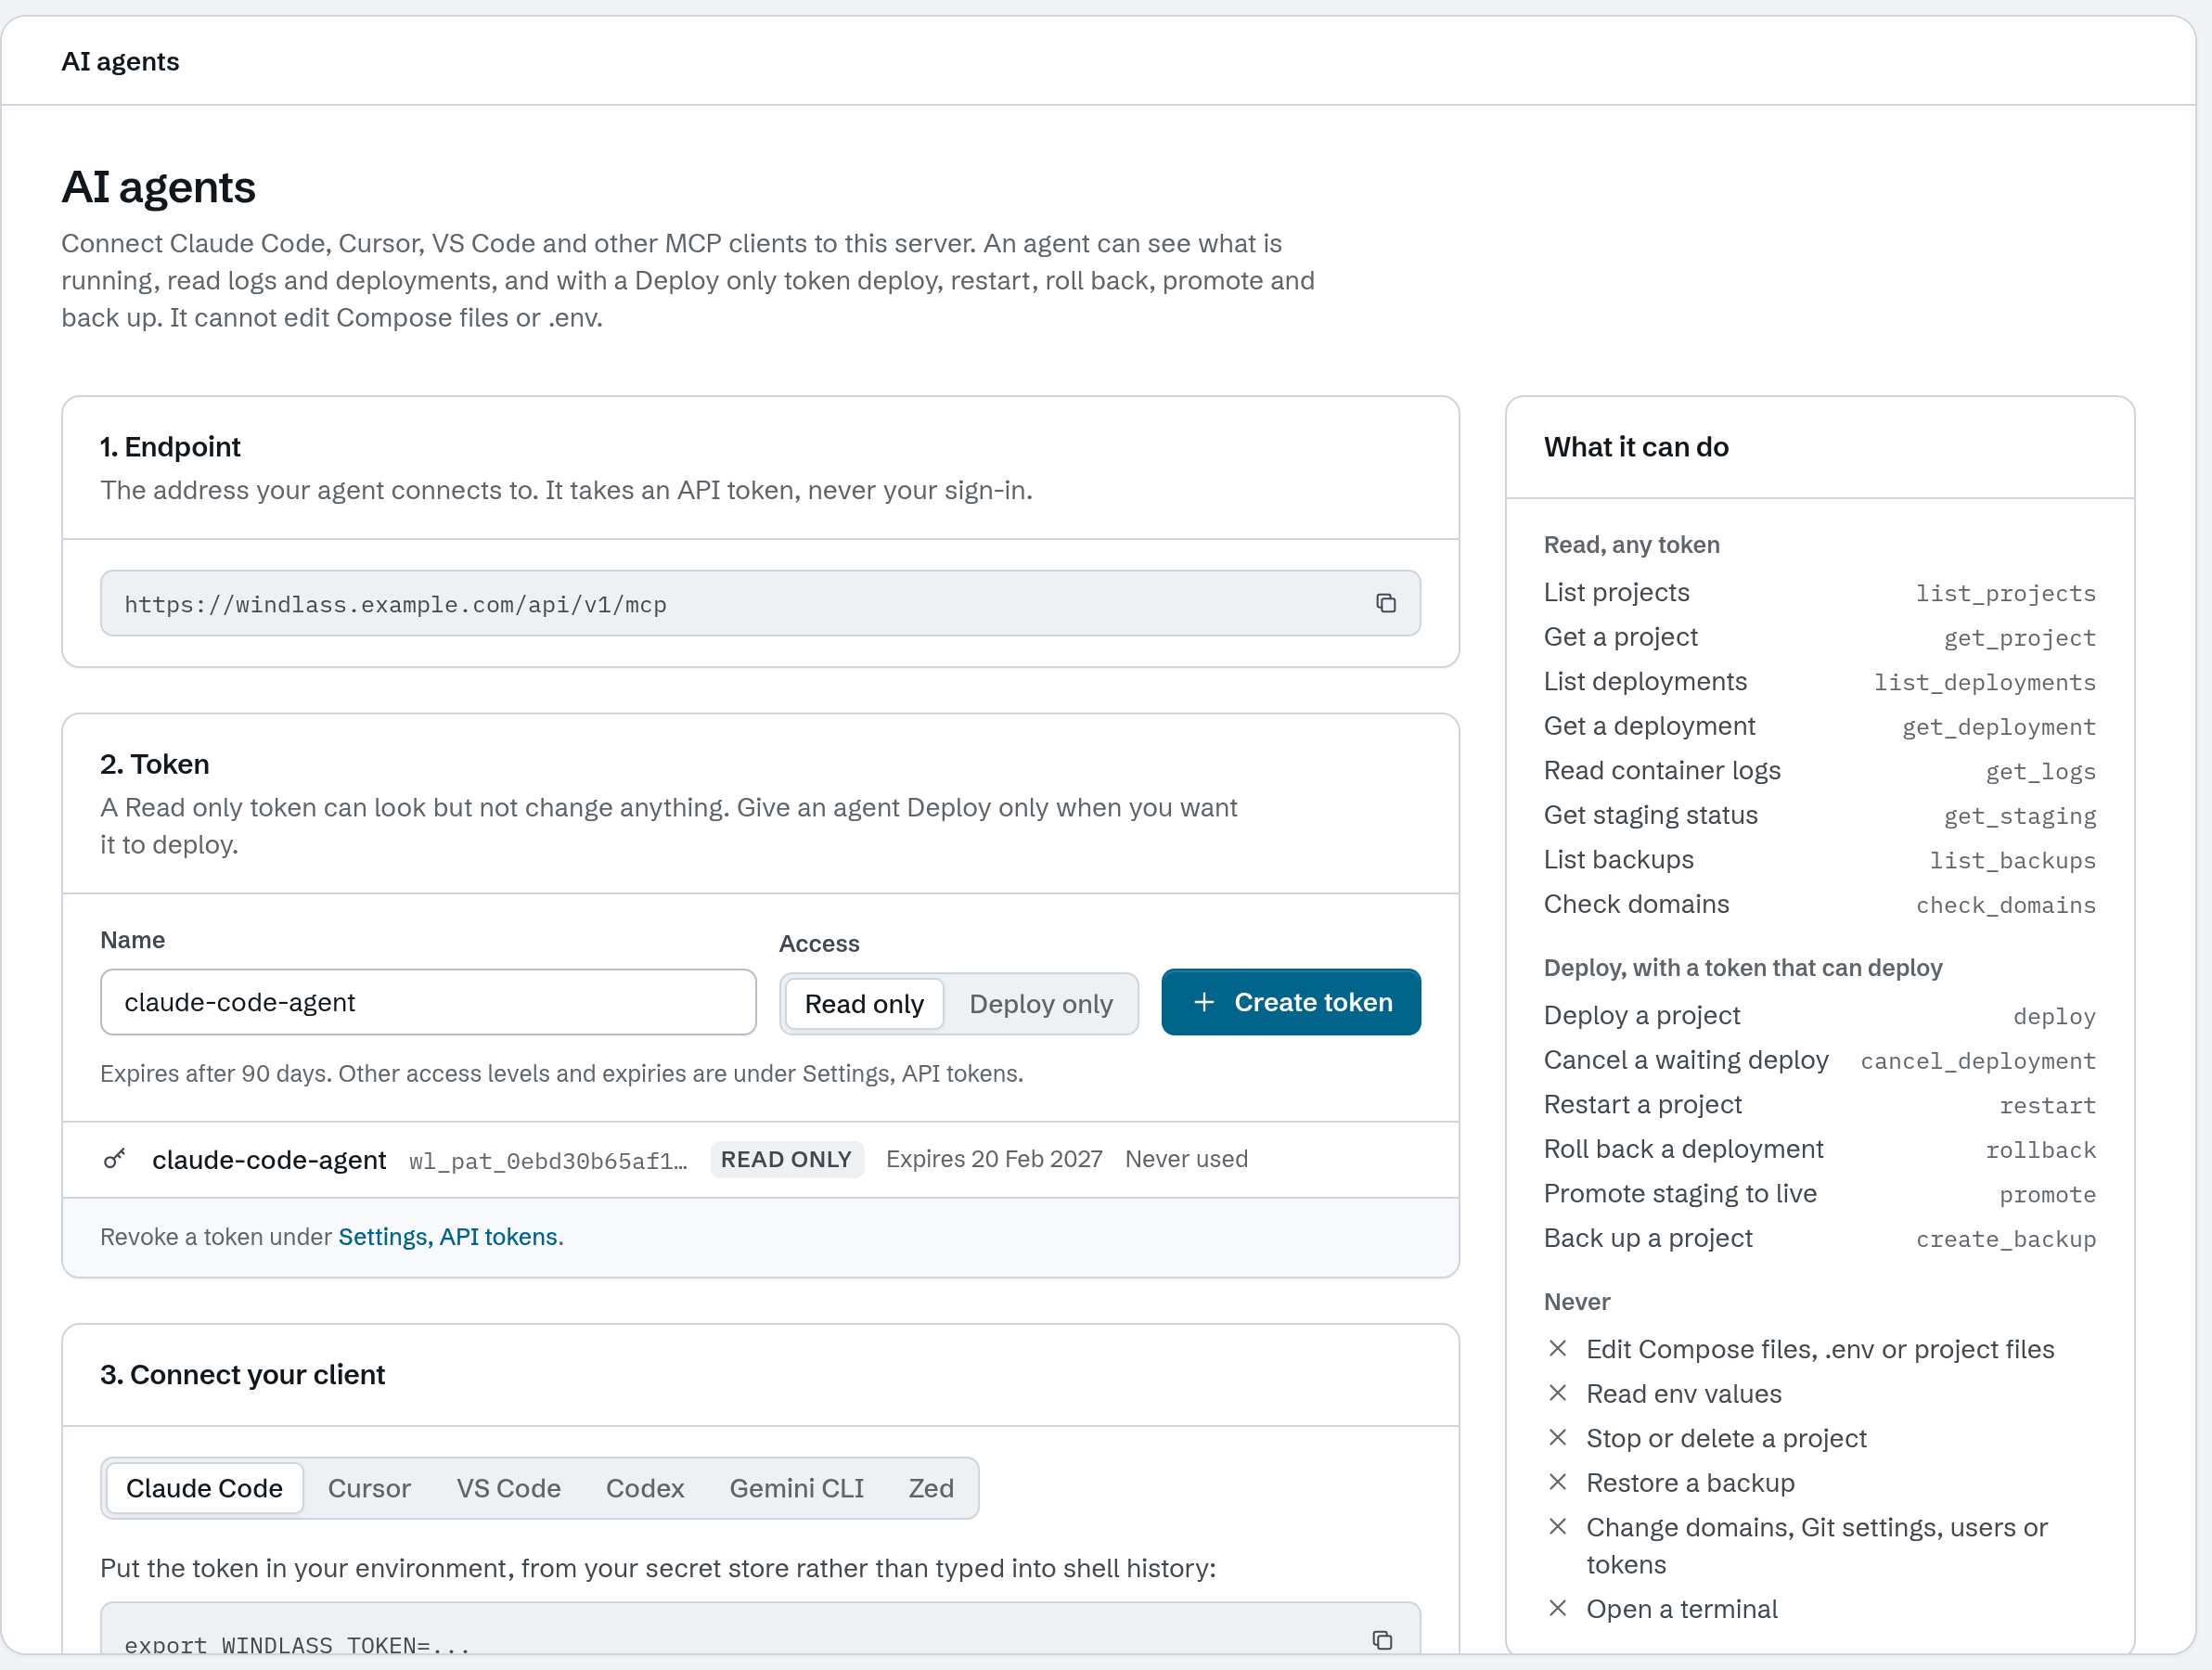 AI agents
AI agents
Connect Claude Code, Cursor, VS Code and other MCP clients to this server. An agent can see what is
running, read logs and deployments, and with a Deploy only token deploy, restart, roll back, promote and
back up. It cannot edit Compose files or .env.
1. Endpoint
The address your agent connects to. It takes an API token, never your sign-in.
https://windlass.example.com/api/v1/mcp
2. Token
A Read only token can look but not change anything. Give an agent Deploy only when you want
it to deploy.
Name
Access
claude-code-agent
Read only
Deploy only
Create token
Expires after 90 days. Other access levels and expiries are under Settings, API tokens.
claude-code-agent wl_pat_0ebd30b65af1… READ ONLY Expires 20 Feb 2027 Never used
Revoke a token under Settings, API tokens.
3. Connect your client
Claude Code Cursor VS Code Codex Gemini CLI Zed
Put the token in your environment, from your secret store rather than typed into shell history:
export WINDLASS_TOKEN=...
What it can do
Read, any token
List projects list_projects
Get a project get_project
List deployments list_deployments
Get a deployment get_deployment
Read container logs get_logs
Get staging status get_staging
List backups list_backups
Check domains check_domains
Deploy, with a token that can deploy
Deploy a project deploy
Cancel a waiting deploy cancel_deployment
Restart a project restart
Roll back a deployment rollback
Promote staging to live promote
Back up a project create_backup
Never
Edit Compose files, .env or project files
Read env values
Stop or delete a project
Restore a backup
Change domains, Git settings, users or
tokens
Open a terminal